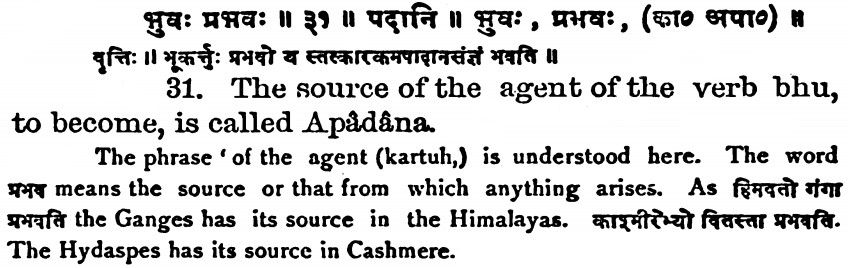 भुवः प्रभवः ॥ ३१ ॥ पदानि ॥ भुवः , प्रभवः, (का० अपा०) ॥
वृत्तिः ॥ भूकर्त्तुः प्रभवो य स्तत्कारकमपादानसंज्ञं भवति ॥
31. The source of the agent of the verb bhu,
to become, is called Apâdâna.
The phrase ‘ of the agent (kartuh,) is understood here. The word
प्रभव means the source or that from which anything arises. As हिमवतो गंगा
प्रभवति the Ganges has its source in the Himalayas. काश्मीरेभ्यो वितस्ता प्रभवति.
The Hydaspes has its source in Cashmere.